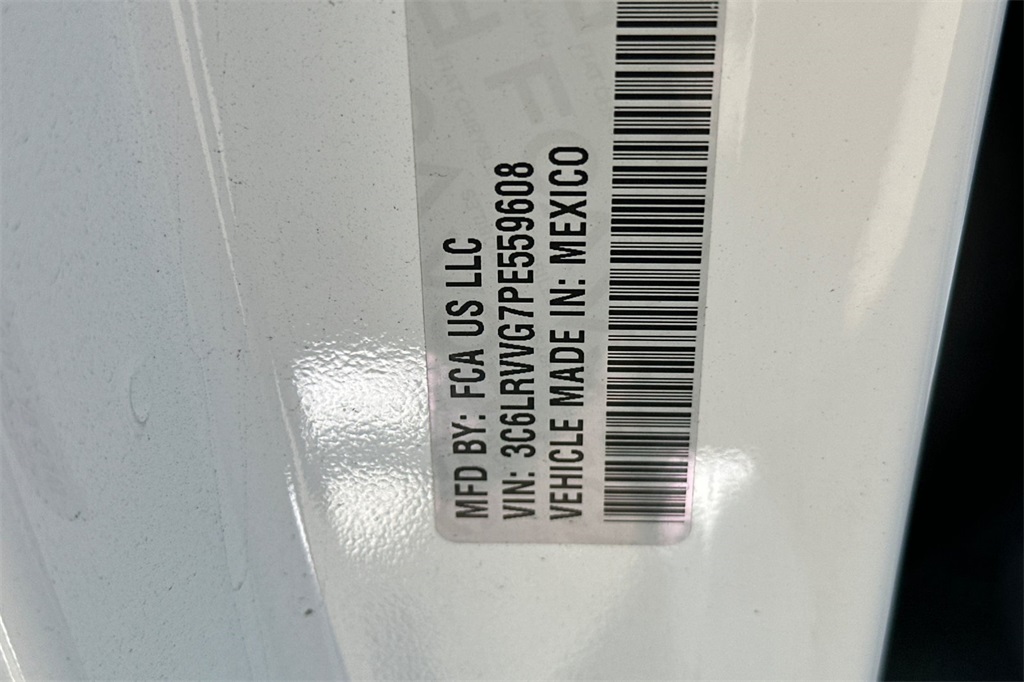 MFD BY: FCA US LLC
VIN: 3C6LRVVG7PE559608
VEHICLE MADE IN: MEXICO